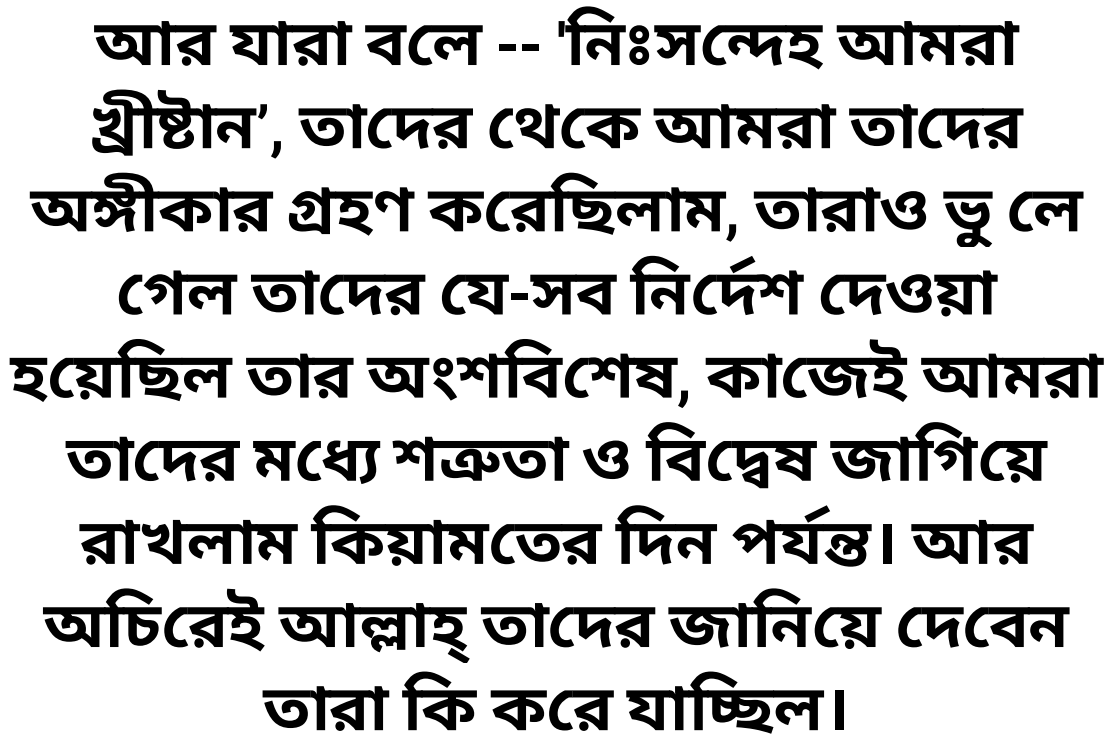 আর যারা বলে -- 'নিঃসন্দেহ আমরা
খ্রীষ্টান’, তাদের থেকে আমরা তাদের
অঙ্গীকার গ্রহণ করেছিলাম, তারাও ভু লে
গেল তাদের যে-সব নির্দেশ দেওয়া
হয়েছিল তার অংশবিশেষ, কাজেই আমরা
তাদের মধ্যে শত্রুতা ও বিদ্বেষ জাগিয়ে
রাখলাম কিয়ামতের দিন পর্যন্ত। আর
অচিরেই আল্লাহ্ তাদের জানিয়ে দেবেন
তারা কি করে যাচ্ছিল।